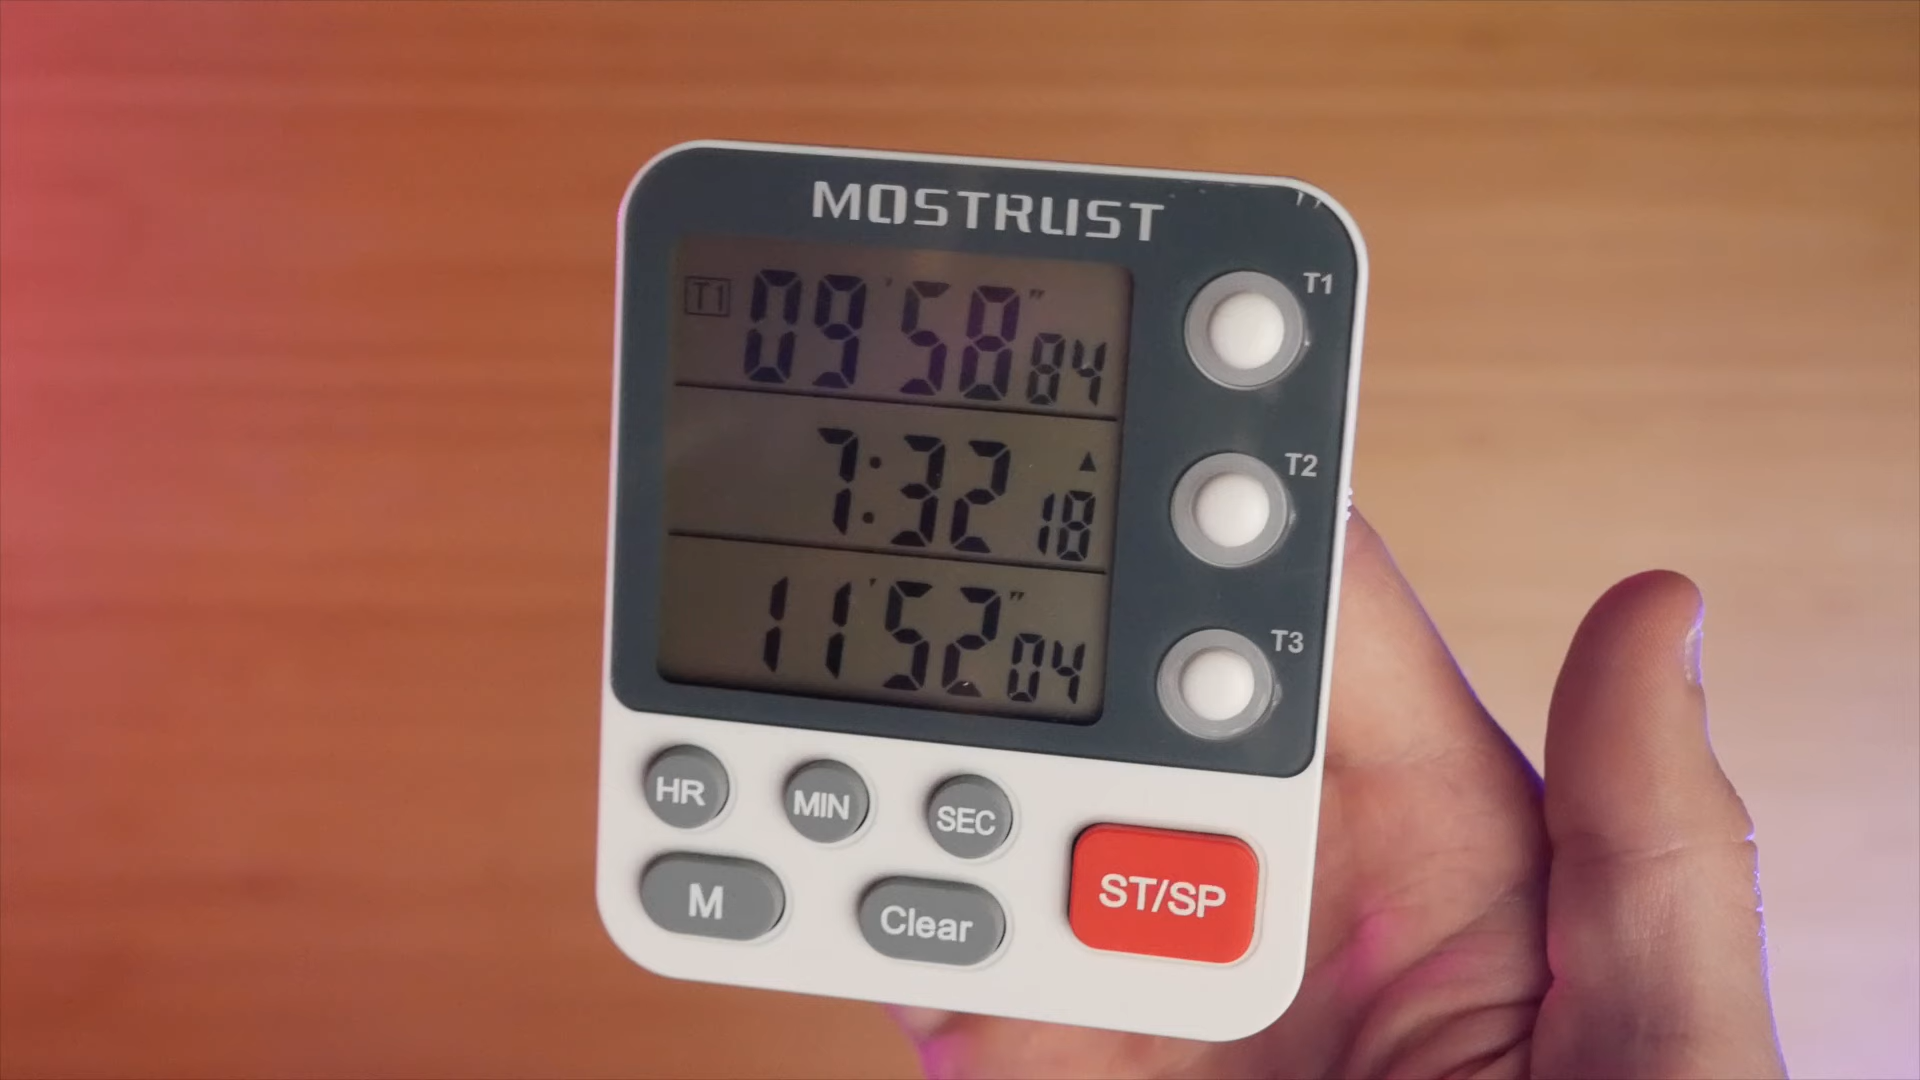 MOSTRUST
T1 09'58"84 T1
7:32 18 T2
11'52"04 T3
HR MIN SEC
M Clear ST/SP